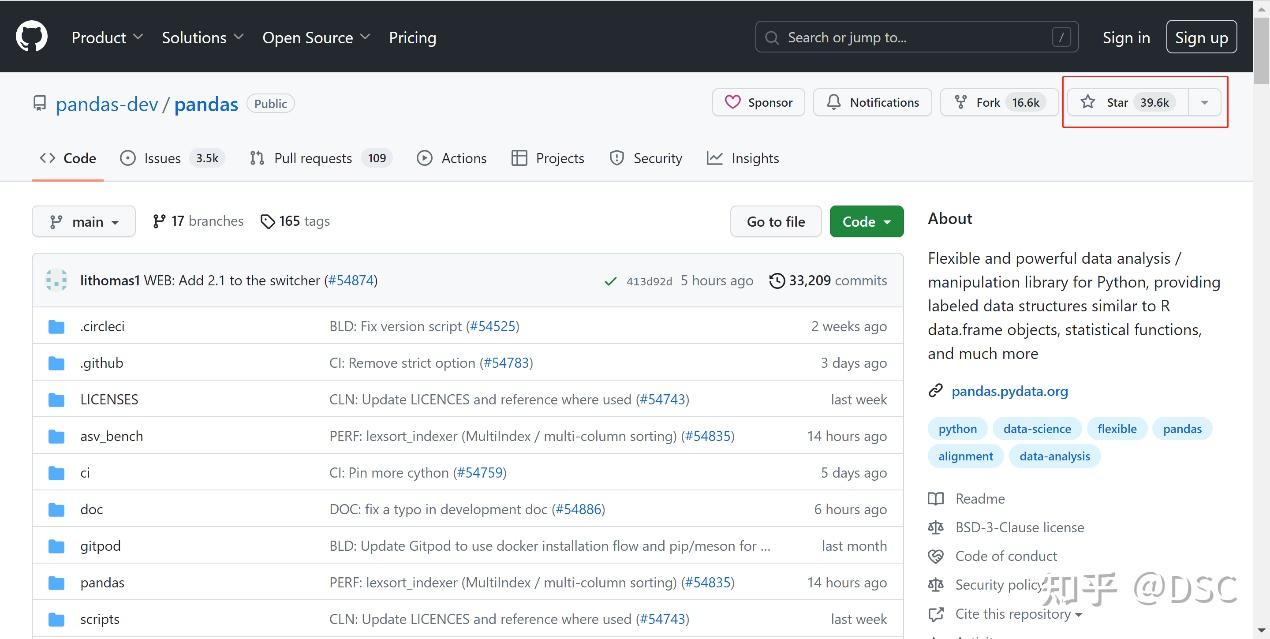 Product Solutions Open Source Pricing Search or jump to... / Sign in Sign up
pandas-dev / pandas Public Sponsor Notifications Fork 16.6k Star 39.6k
Code Issues 3.5k Pull requests 109 Actions Projects Security Insights
main 17 branches 165 tags Go to file Code
lithomas1 WEB: Add 2.1 to the switcher (#54874) 413d92d 5 hours ago 33,209 commits
.circleci BLD: Fix version script (#54525) 2 weeks ago
.github CI: Remove strict option (#54783) 3 days ago
LICENSES CLN: Update LICENCES and reference where used (#54743) last week
asv_bench PERF: lexsort_indexer (MultiIndex / multi-column sorting) (#54835) 14 hours ago
ci CI: Pin more cython (#54759) 5 days ago
doc DOC: fix a typo in development doc (#54886) 6 hours ago
gitpod BLD: Update Gitpod to use docker installation flow and pip/meson for ... last month
pandas PERF: lexsort_indexer (MultiIndex / multi-column sorting) (#54835) 14 hours ago
scripts CLN: Update LICENCES and reference where used (#54743) last week
About
Flexible and powerful data analysis /
manipulation library for Python, providing
labeled data structures similar to R
data.frame objects, statistical functions,
and much more
pandas.pydata.org
python data-science flexible pandas
alignment data-analysis
Readme
BSD-3-Clause license
Code of conduct
Security policy
Cite this repository
知乎 @DSC